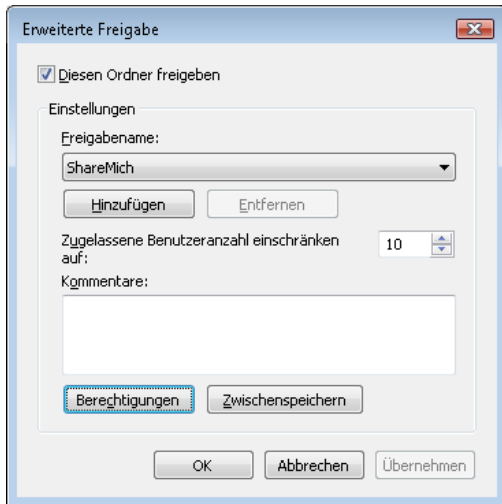 Erweiterte Freigabe
Diesen Ordner freigeben
Einstellungen
Freigabename:
ShareMich
Hinzufügen Entfernen
Zugelassene Benutzeranzahl einschränken
auf: 10
Kommentare:
Berechtigungen Zwischenspeichern
OK Abbrechen Übernehmen